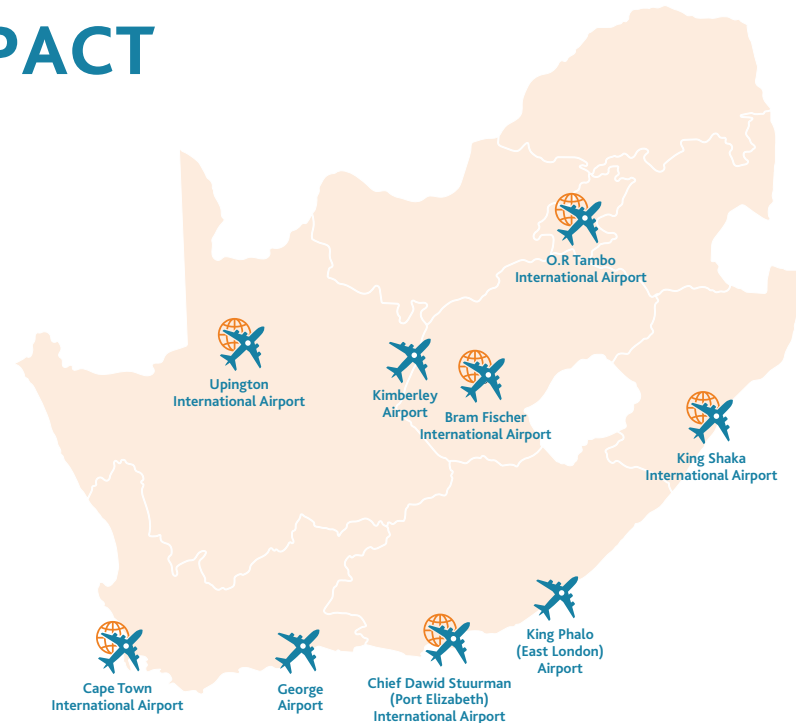 PACT
O.R Tambo
International Airport
Upington
International Airport
Kimberley
Airport
Bram Fischer
International Airport
King Shaka
International Airport
King Phalo
(East London)
Airport
Cape Town
International Airport
George
Airport
Chief Dawid Stuurman
(Port Elizabeth)
International Airport